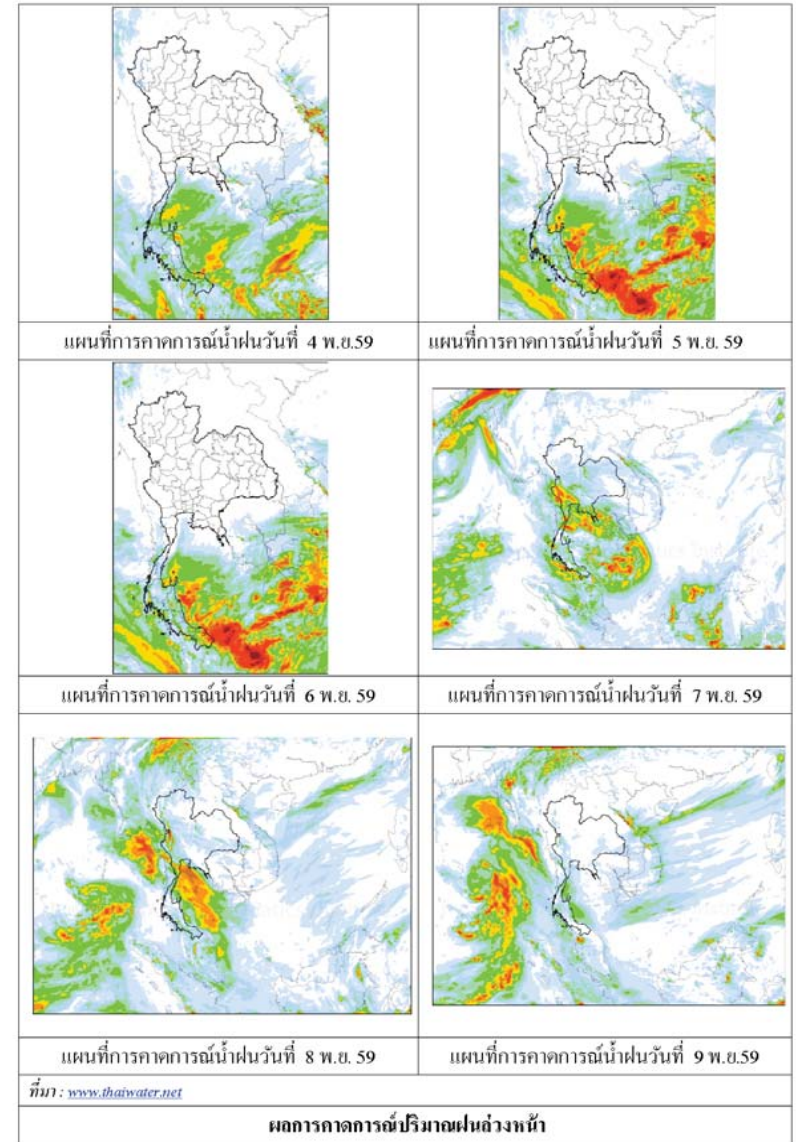 แผนที่การคาดการณ์น้ำฝนวันที่ 4 พ.ย.59
แผนที่การคาดการณ์น้ำฝนวันที่ 5 พ.ย. 59
แผนที่การคาดการณ์น้ำฝนวันที่ 6 พ.ย. 59
แผนที่การคาดการณ์น้ำฝนวันที่ 7 พ.ย. 59
แผนที่การคาดการณ์น้ำฝนวันที่ 8 พ.ย. 59
แผนที่การคาดการณ์น้ำฝนวันที่ 9 พ.ย.59
ที่มา : www.thaiwater.net
ผลการคาดการณ์ปริมาณฝนล่วงหน้า